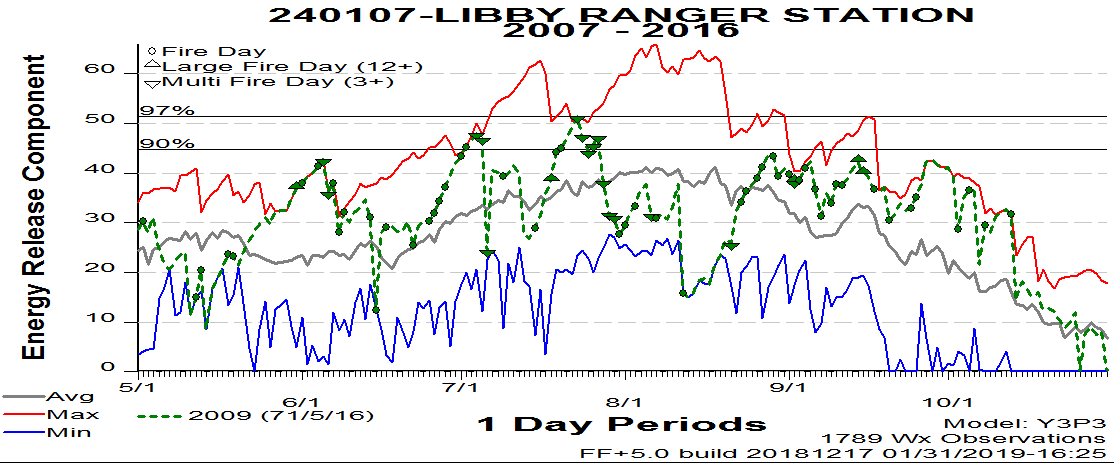 240107-LIBBY RANGER STATION
2007 - 2016
Energy Release Component
Fire Day
Large Fire Day (12+)
Multi Fire Day (3+)
97%
90%
60
50
40
30
20
10
0
5/1
6/1
7/1
8/1
9/1
10/1
1 Day Periods
Avg
Max
Min
2009 (71/5/16)
Model: Y3P3
1789 Wx Observations
FF+5.0 build 20181217 01/31/2019-16:25